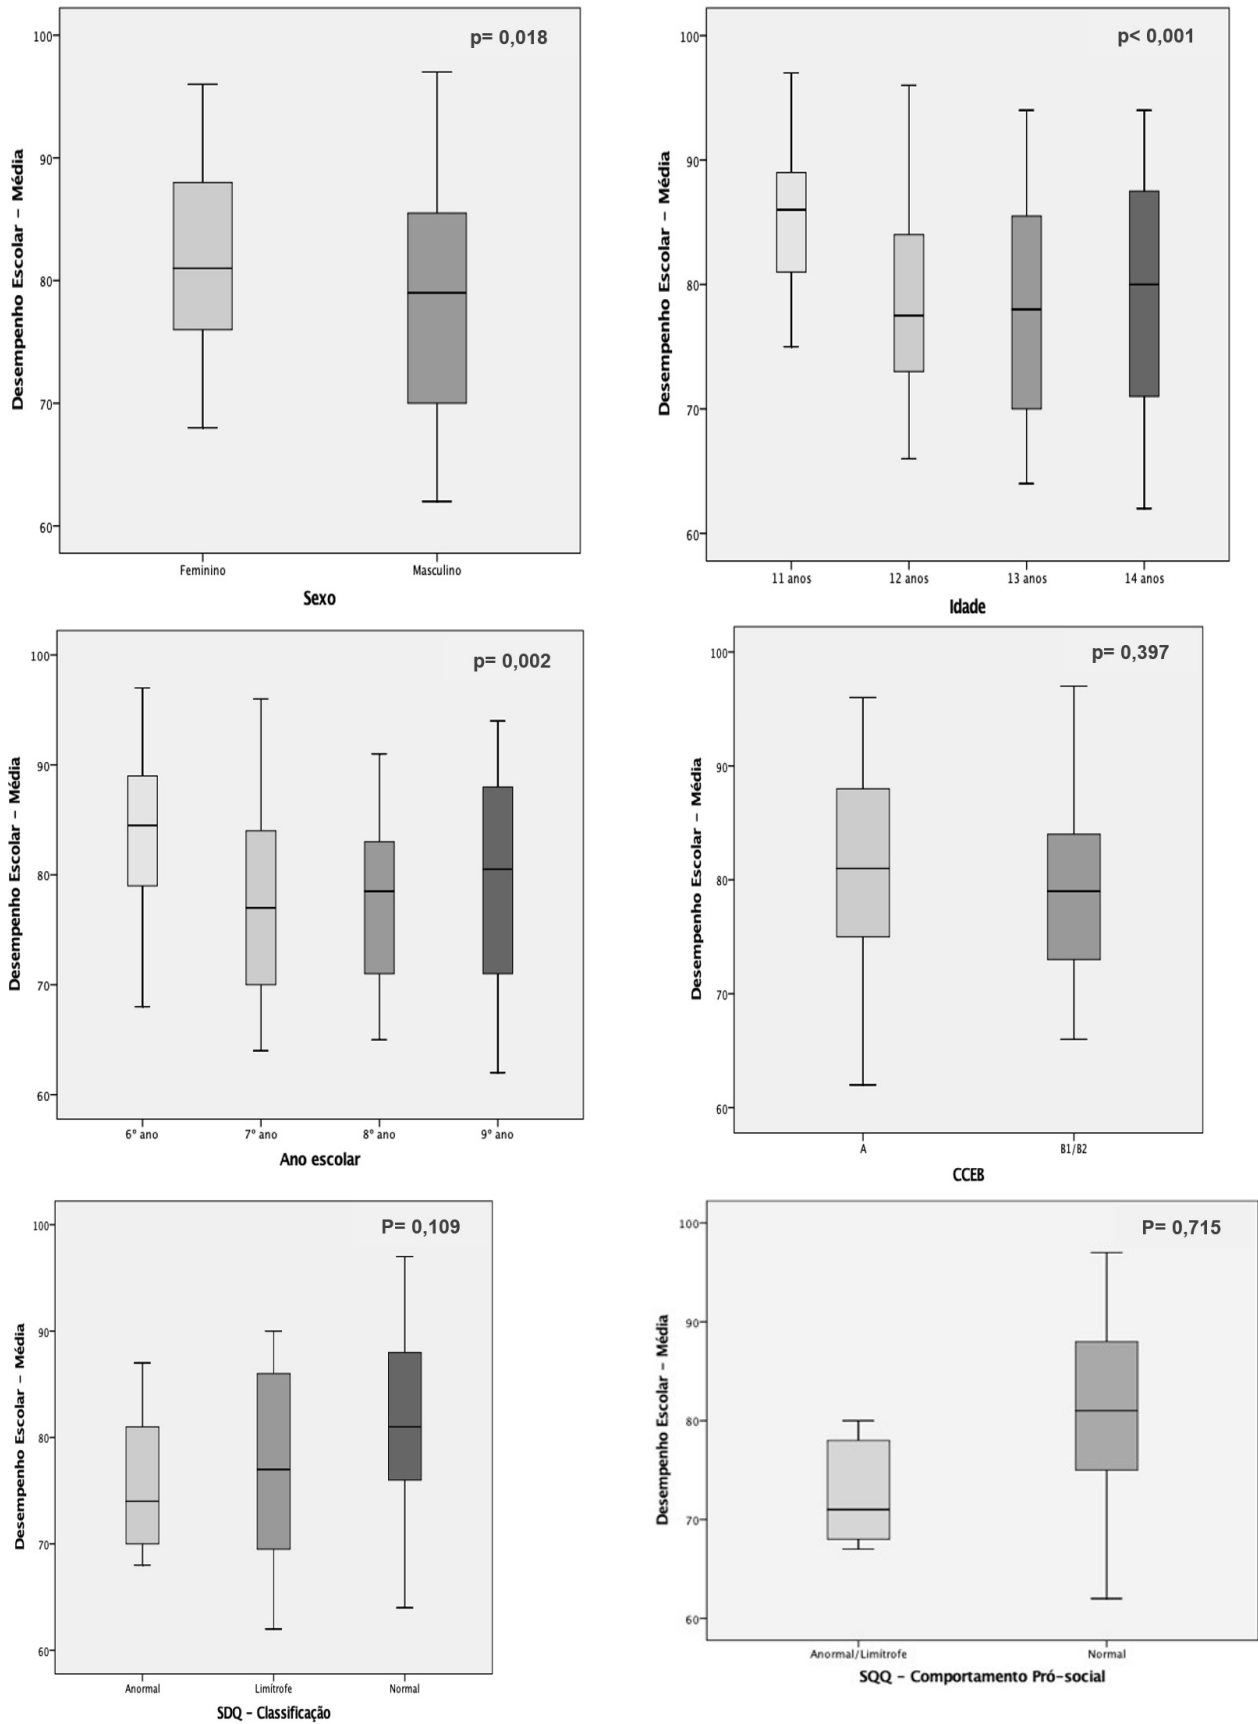 p= 0,018
Desempenho Escolar – Média
100
90
80
70
60
Feminino
Masculino
Sexo
p< 0,001
Desempenho Escolar – Média
100
90
80
70
60
11 anos
12 anos
13 anos
14 anos
Idade
p= 0,002
Desempenho Escolar – Média
100
90
80
70
60
6º ano
7º ano
8º ano
9º ano
Ano escolar
p= 0,397
Desempenho Escolar – Média
100
90
80
70
60
A
B1/B2
CCEB
P= 0,109
Desempenho Escolar – Média
100
90
80
70
60
Anormal
Limítrofe
Normal
SDQ – Classificação
P= 0,715
Desempenho Escolar – Média
100
90
80
70
60
Anormal/Limítrofe
Normal
SQQ – Comportamento Pró-social